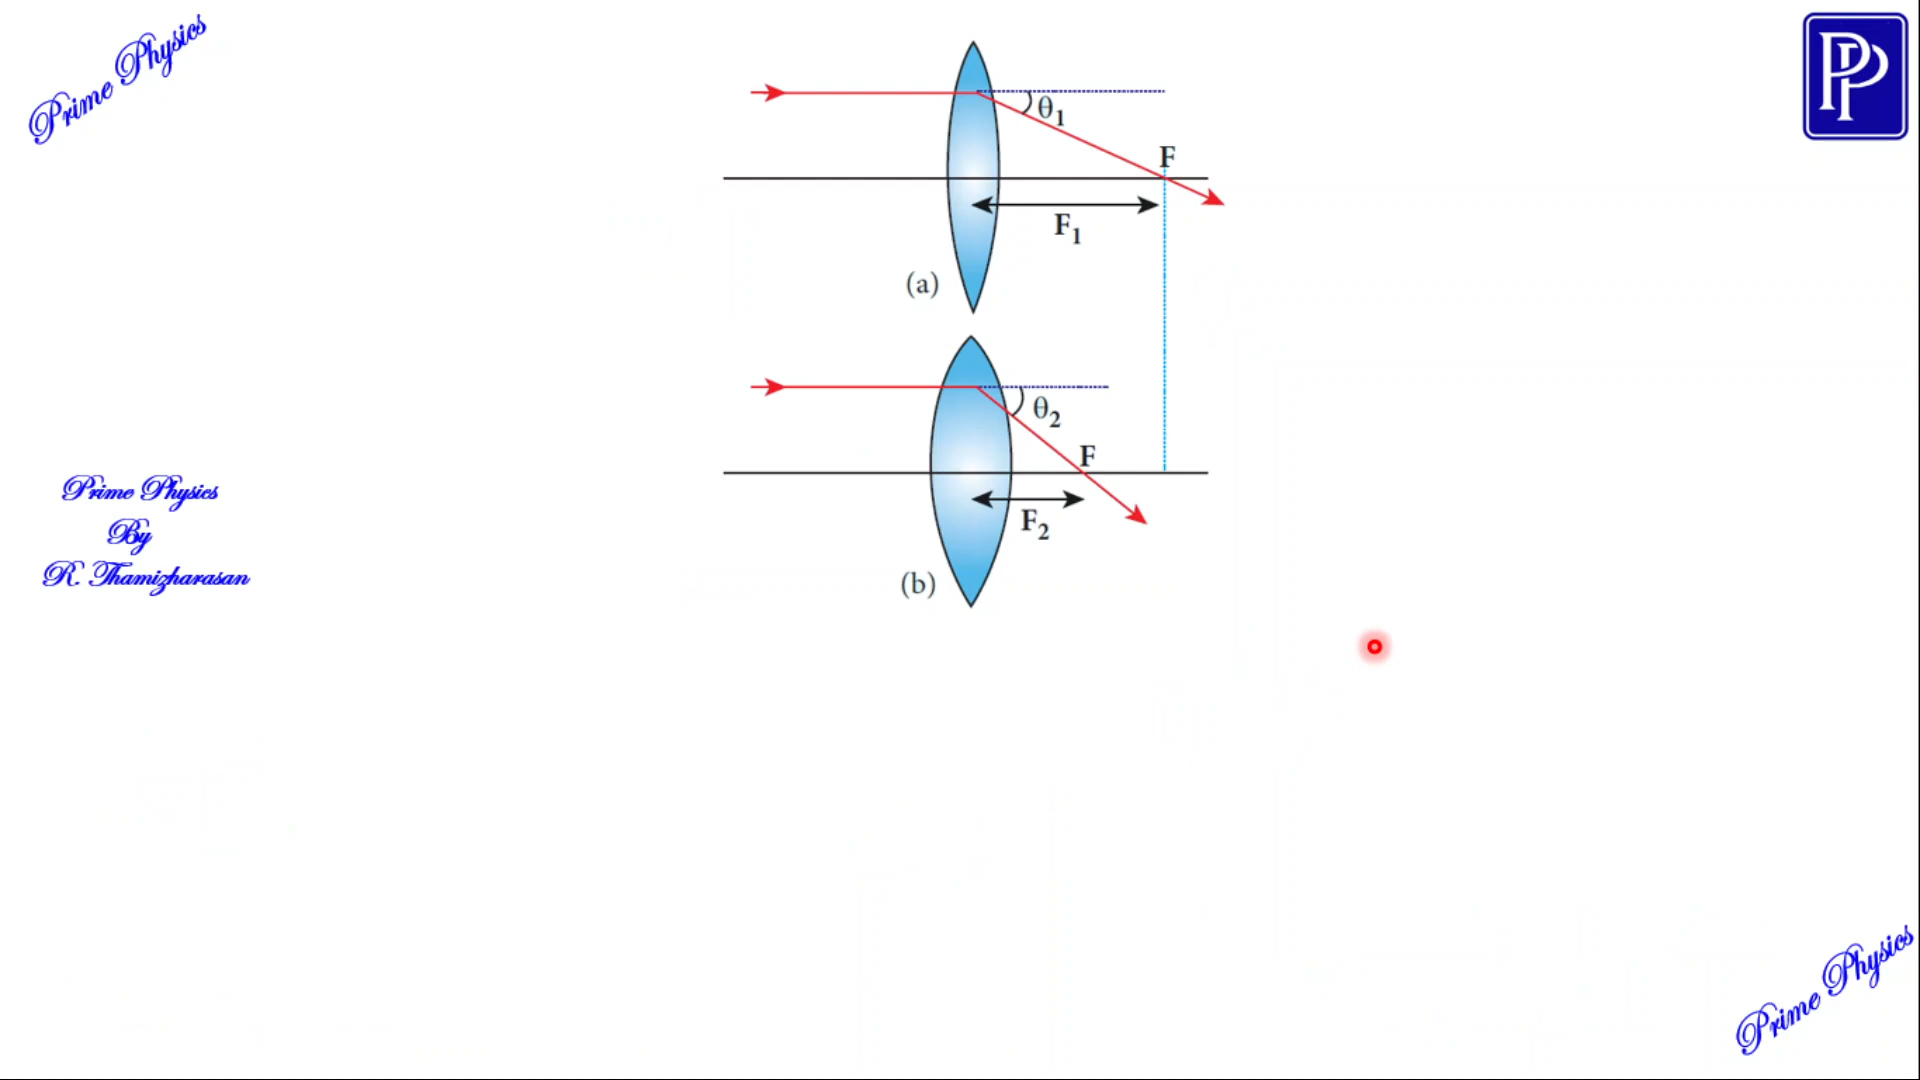 Prime Physics
PP
θ1
F
F1
(a)
θ2
F
F2
(b)
Prime Physics
By
R. Thamizharasan
Prime Physics